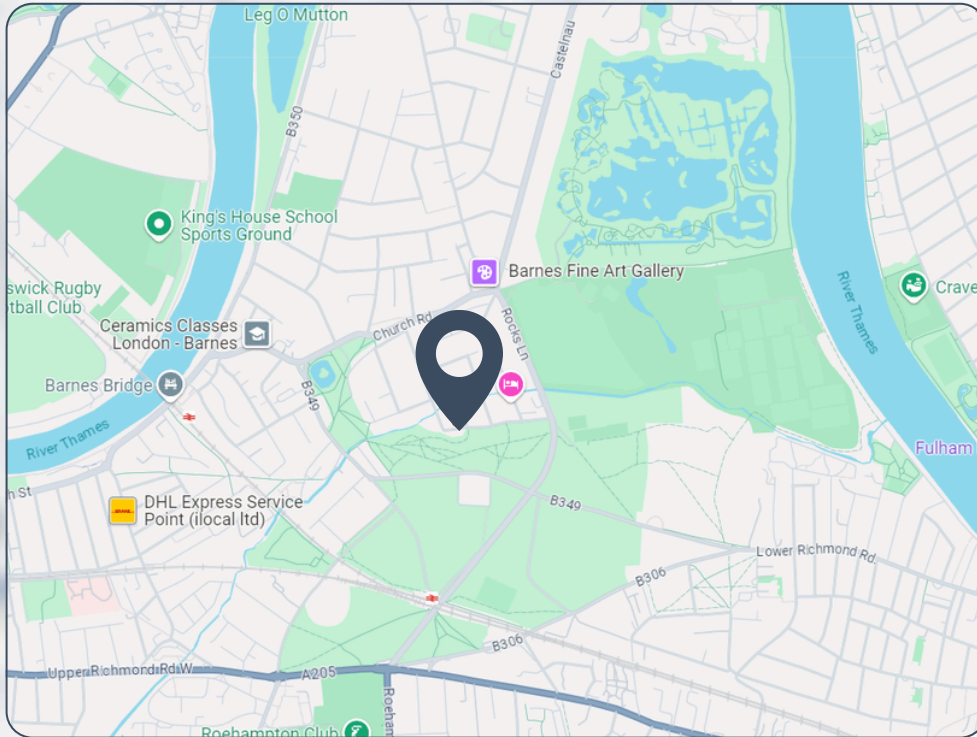 Leg O Mutton
Castelnau
B350
King's House School
Sports Ground
Barnes Fine Art Gallery
swick Rugby
tball Club
River Thames
Crave
Ceramics Classes
London - Barnes
Church Rd
Rocks Ln
Barnes Bridge
B349
River Thames
Fulham
h St
DHL Express Service
Point (ilocal ltd)
B349
Lower Richmond Rd
B306
B306
Upper Richmond Rd W
A205
Roeham
Roehampton Club